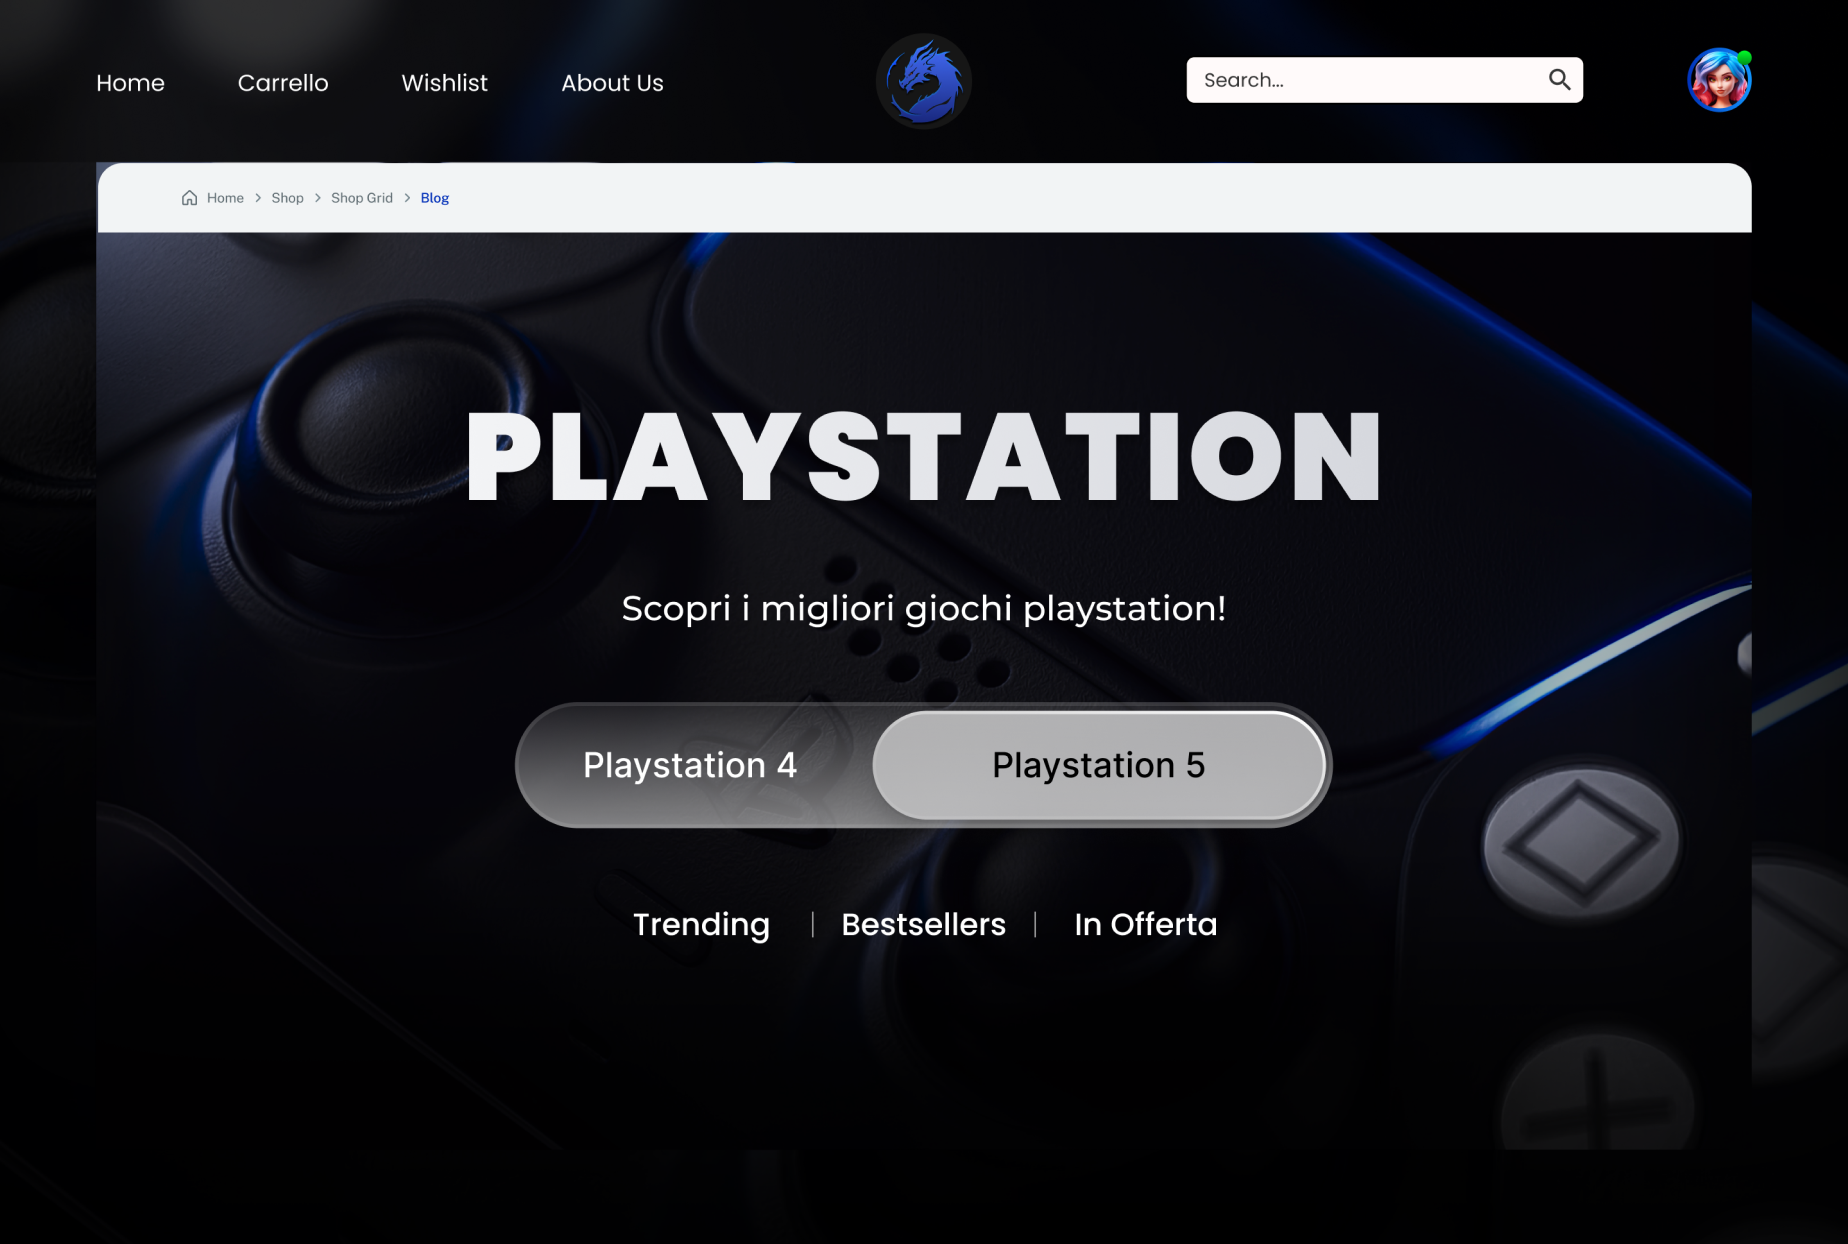 Home Carrello Wishlist About Us Search...
Home > Shop > Shop Grid > Blog
PLAYSTATION
Scopri i migliori giochi playstation!
Playstation 4 Playstation 5
Trending | Bestsellers | In Offerta